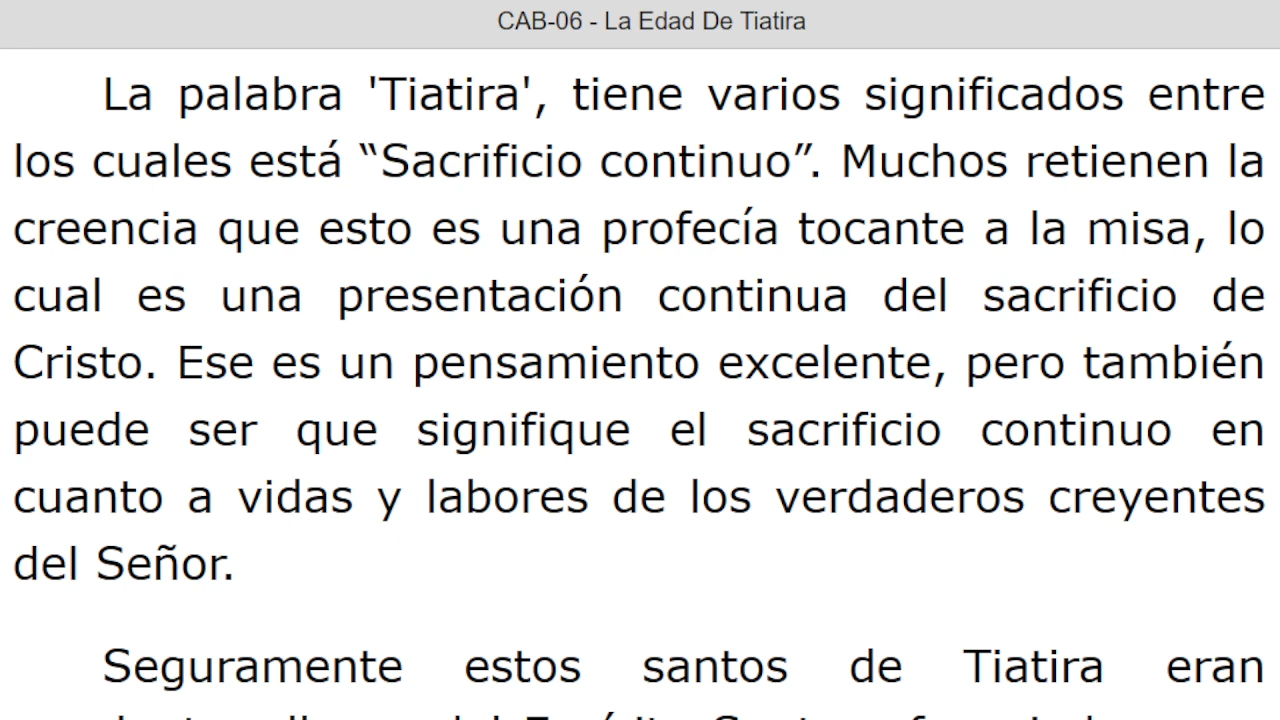 CAB-06 - La Edad De Tiatira
La palabra 'Tiatira', tiene varios significados entre
los cuales está “Sacrificio continuo”. Muchos retienen la
creencia que esto es una profecía tocante a la misa, lo
cual es una presentación continua del sacrificio de
Cristo. Ese es un pensamiento excelente, pero también
puede ser que signifique el sacrificio continuo en
cuanto a vidas y labores de los verdaderos creyentes
del Señor.
Seguramente estos santos de Tiatira eran